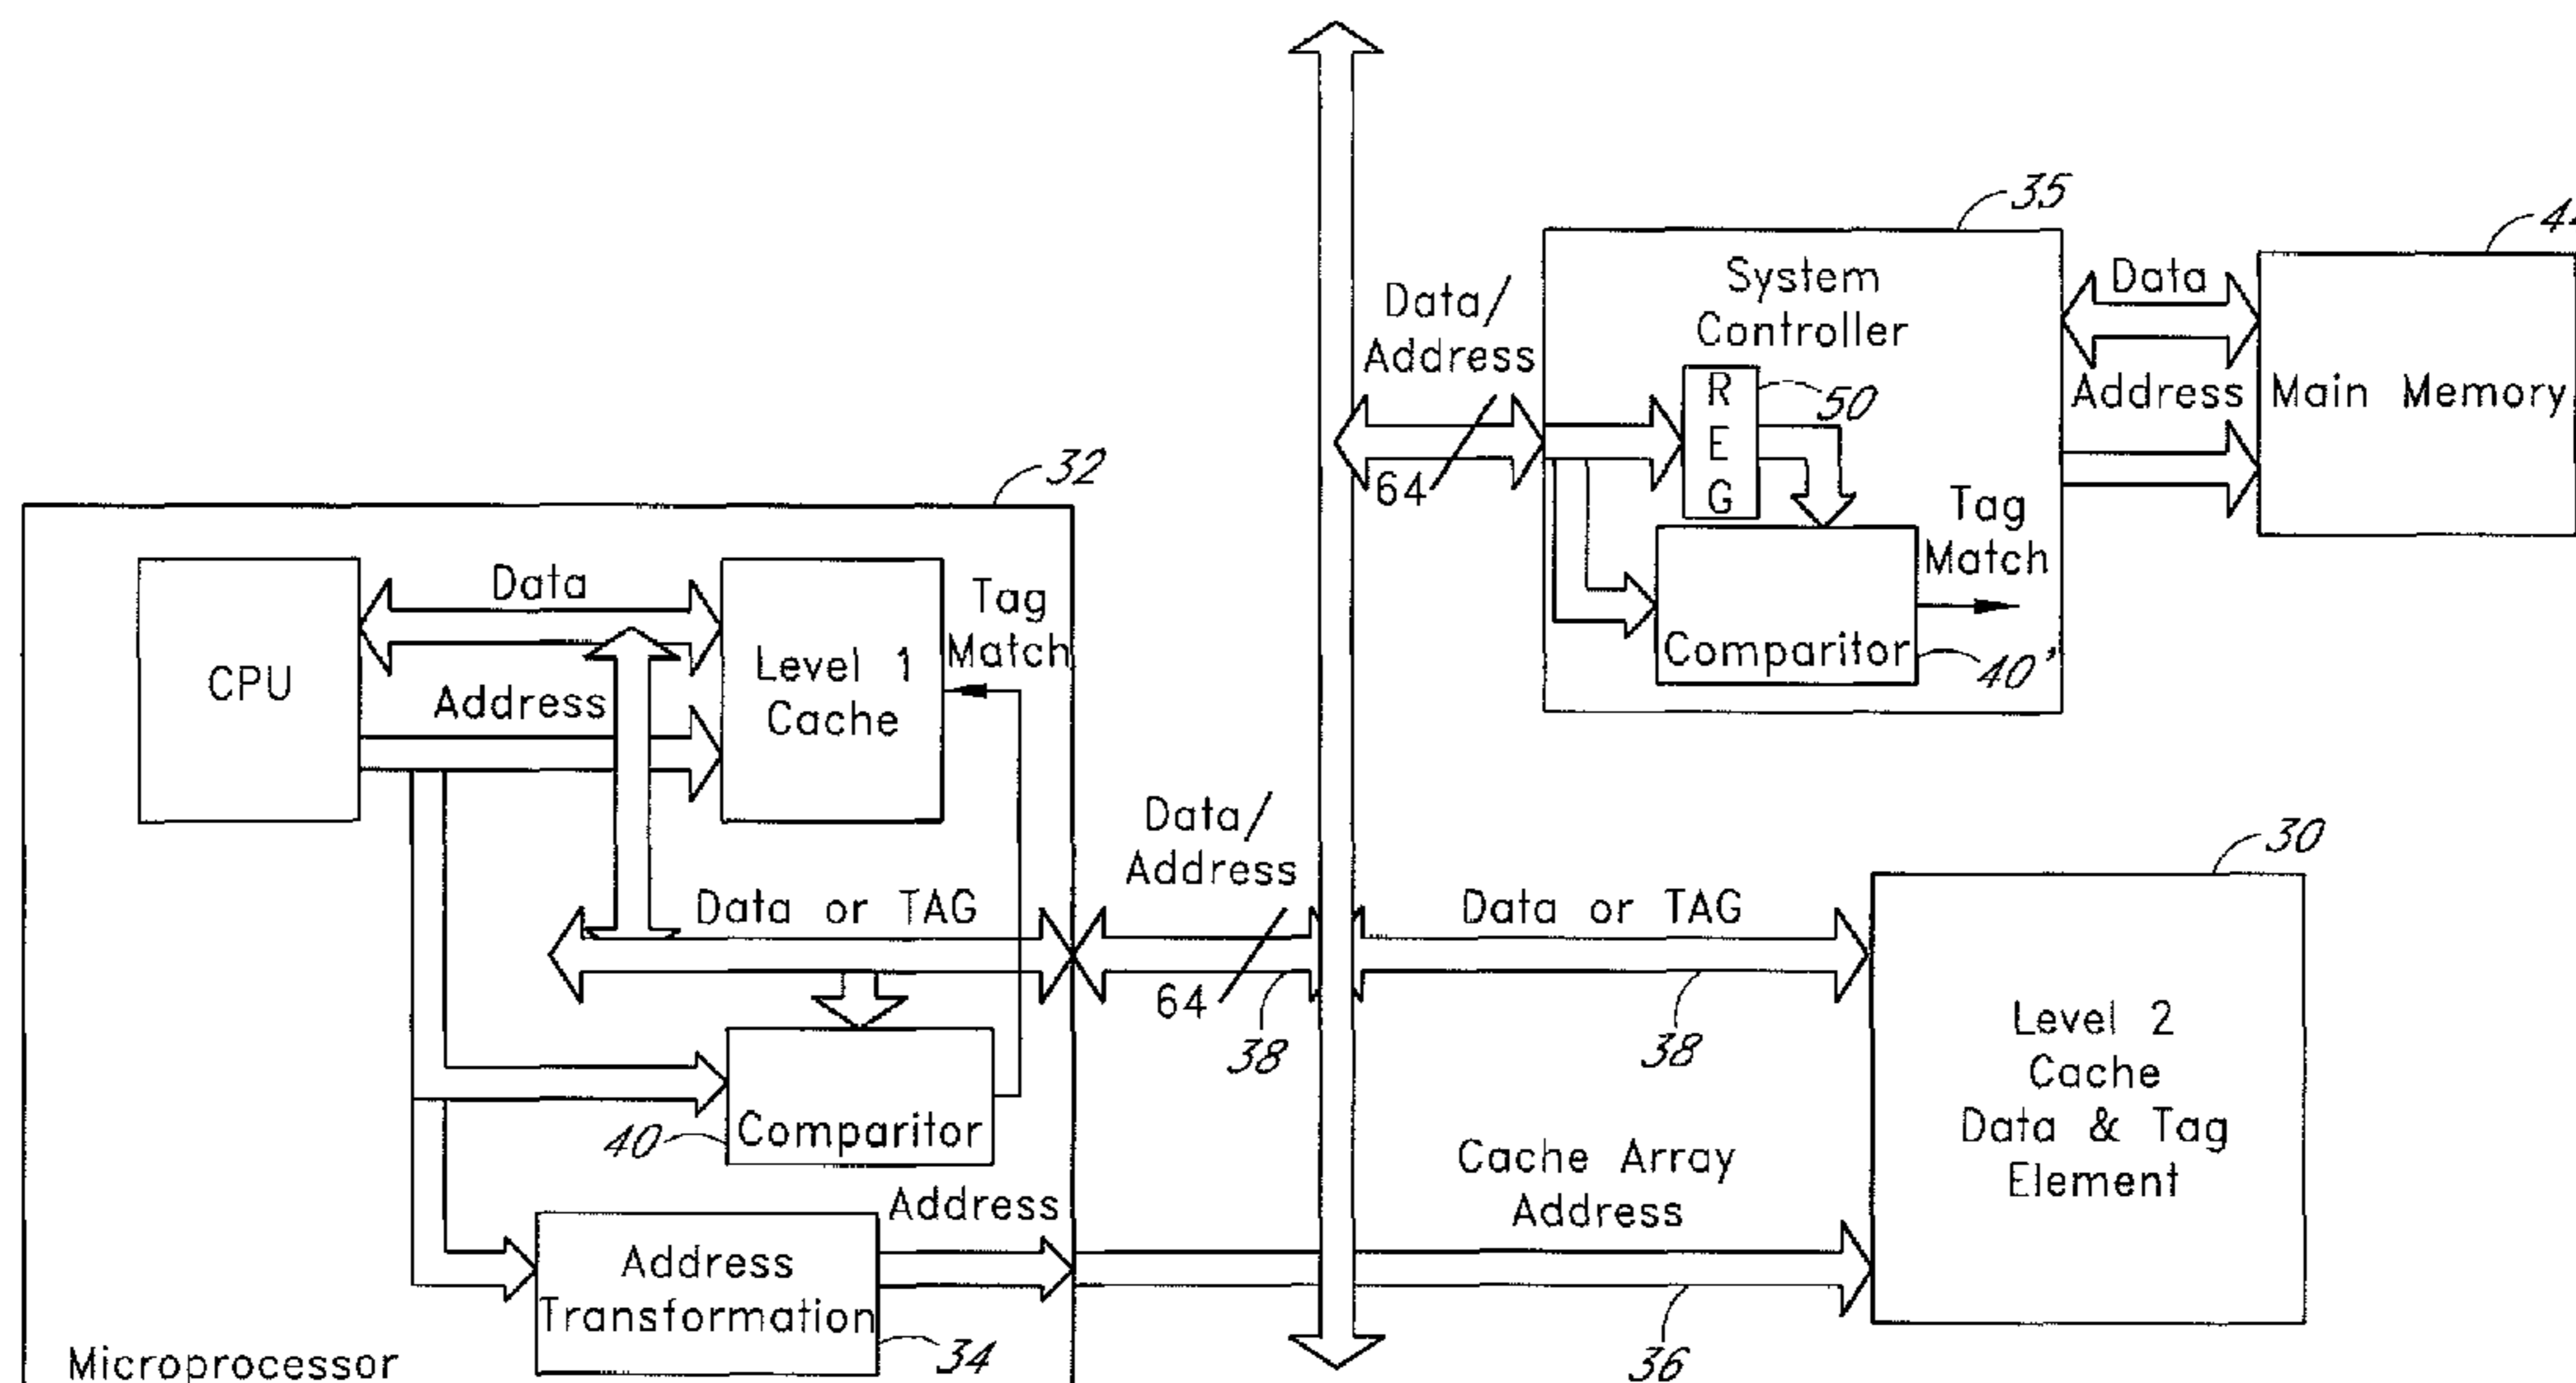 35
44
System
Controller
Data/
Address
64
R
E
G
50
Data
Address
Main Memory
Tag
Match
Comparitor
40'
32
CPU
Data
Address
Level 1
Cache
Tag
Match
Data/
Address
64
38
Data or TAG
Data or TAG
38
30
Level 2
Cache
Data & Tag
Element
40
Comparitor
Address
Transformation
34
Address
Cache Array
Address
36
Microprocessor